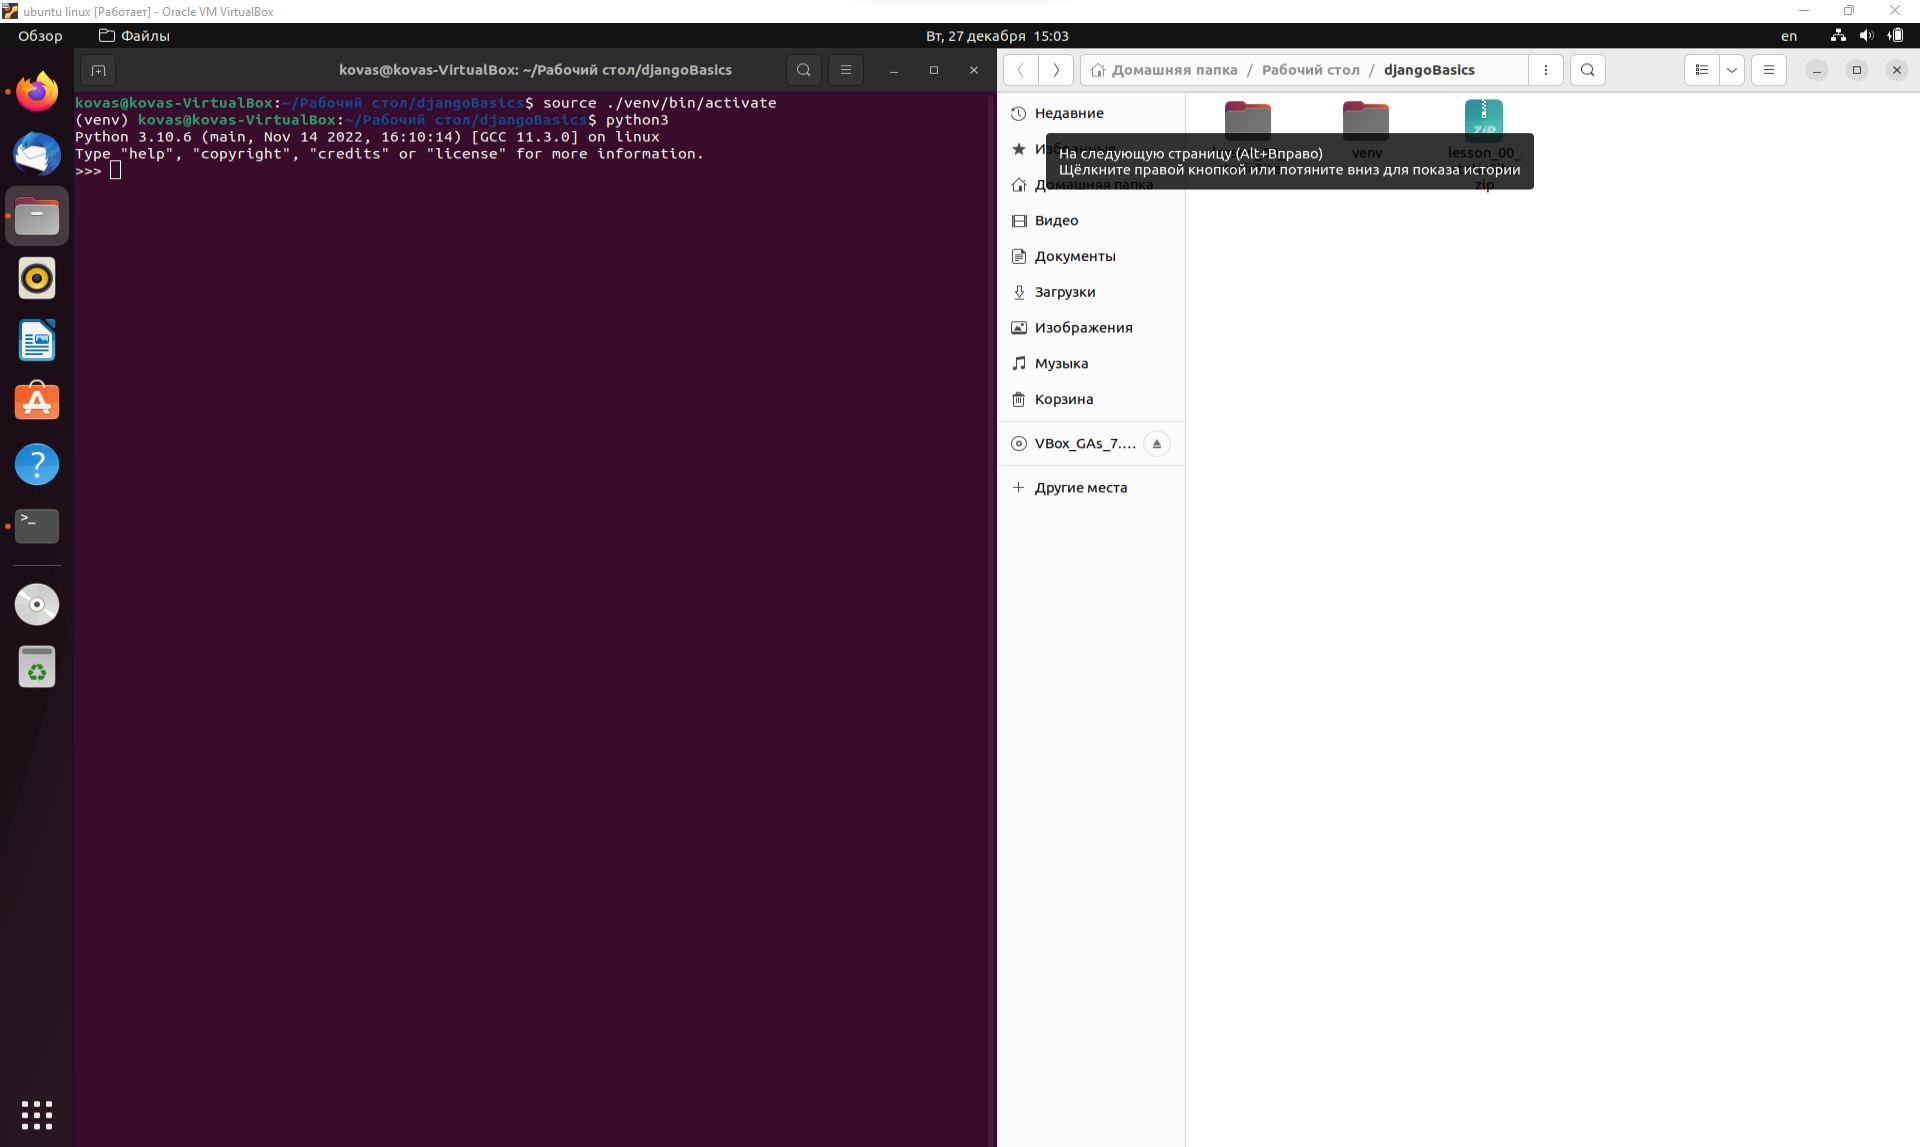 ubuntu linux [Работает] - Oracle VM VirtualBox
Обзор Файлы Вт, 27 декабря 15:03 en
kovas@kovas-VirtualBox: ~/Рабочий стол/djangoBasics
kovas@kovas-VirtualBox:~/Рабочий стол/djangoBasics$ source ./venv/bin/activate
(venv) kovas@kovas-VirtualBox:~/Рабочий стол/djangoBasics$ python3
Python 3.10.6 (main, Nov 14 2022, 16:10:14) [GCC 11.3.0] on linux
Type "help", "copyright", "credits" or "license" for more information.
>>>
Домашняя папка / Рабочий стол / djangoBasics
Недавние
Избранные
Домашняя папка
Видео
Документы
Загрузки
Изображения
Музыка
Корзина
VBox_GAs_7....
Другие места
На следующую страницу (Alt+Вправо)
Щёлкните правой кнопкой или потяните вниз для показа истории
venv
ZIP
lesson_00_
zip